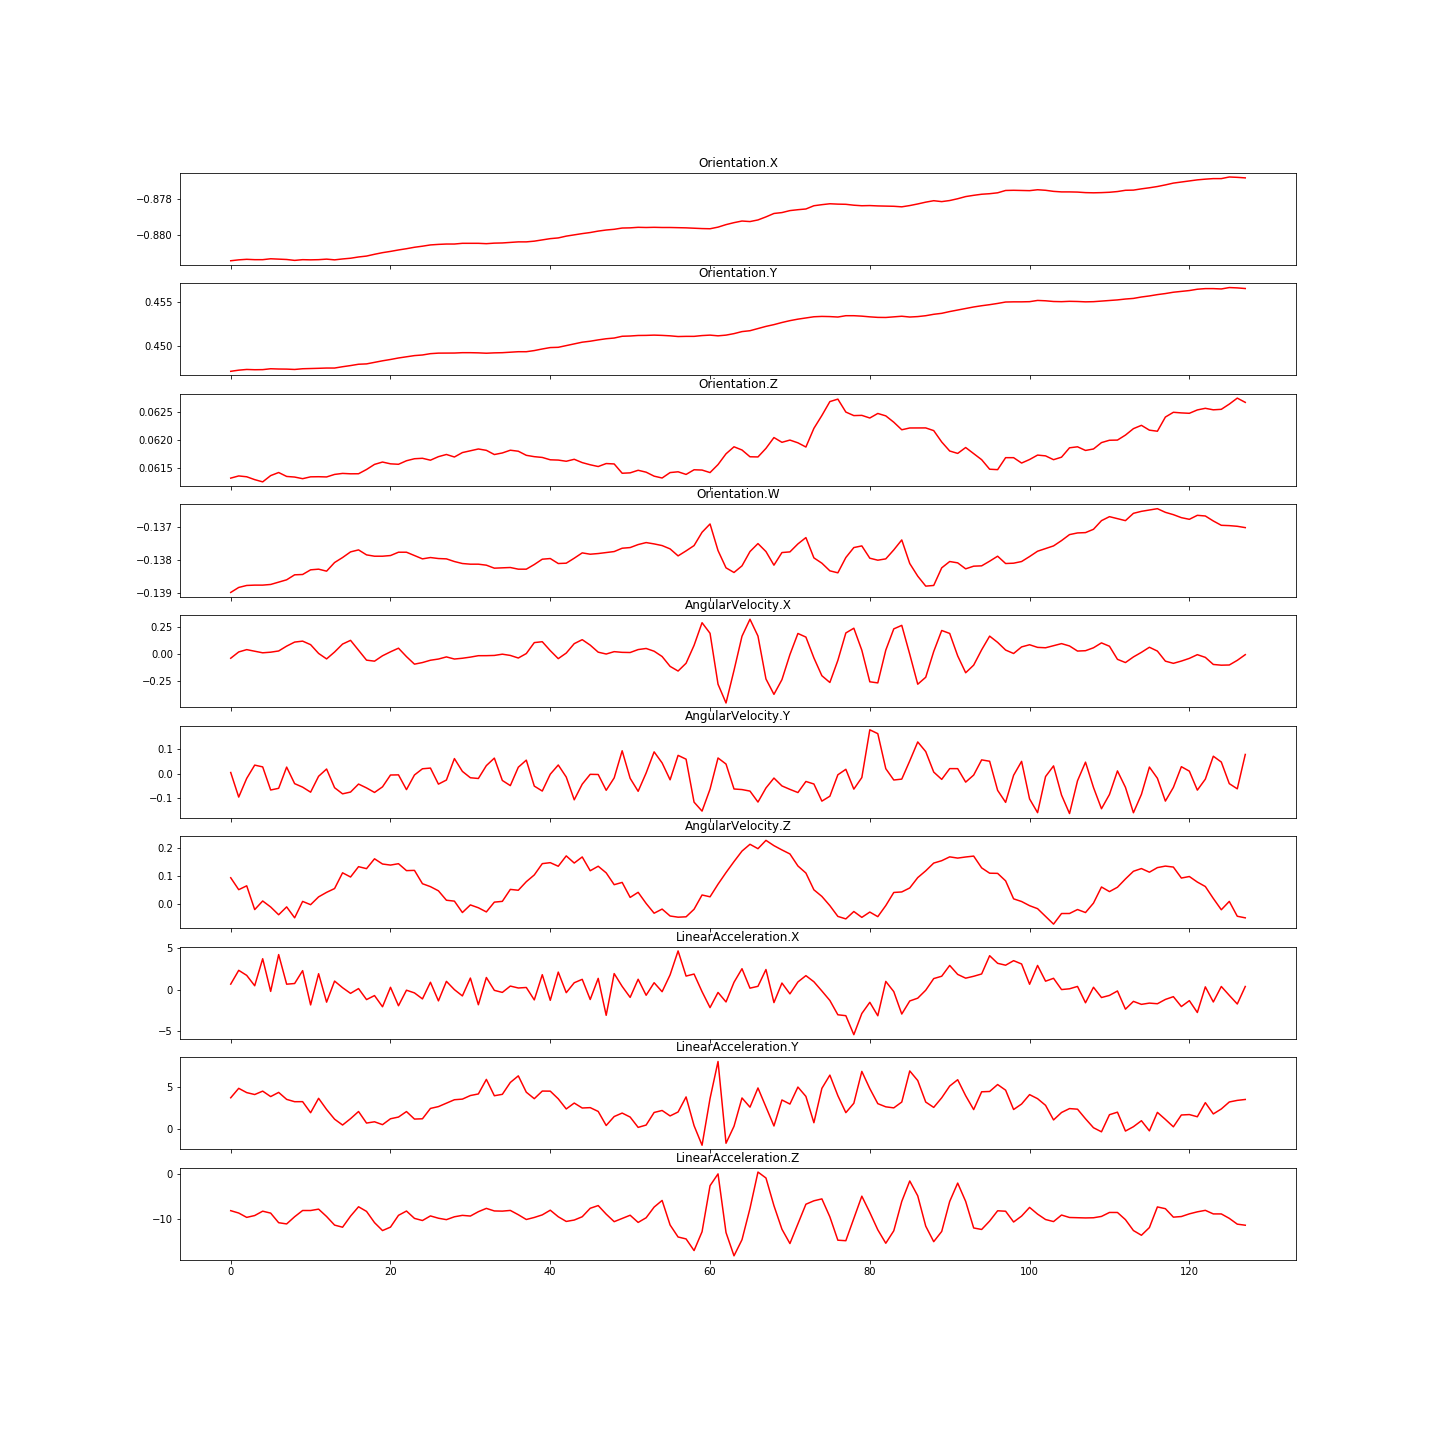 Orientation.X
−0.878
−0.880
Orientation.Y
0.455
0.450
Orientation.Z
0.0625
0.0620
0.0615
Orientation.W
−0.137
−0.138
−0.139
AngularVelocity.X
0.25
0.00
−0.25
AngularVelocity.Y
0.1
0.0
−0.1
AngularVelocity.Z
0.2
0.1
0.0
LinearAcceleration.X
5
0
−5
LinearAcceleration.Y
5
0
LinearAcceleration.Z
0
−10
0 20 40 60 80 100 120